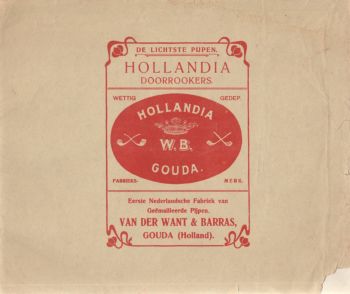 DE LICHTSTE PIJPEN.
HOLLANDIA
DOORROOKERS.
WETTIG GEDEP.
HOLLANDIA
W.B.
GOUDA.
FABRIEKS- MERK.
Eerste Nederlandsche Fabriek van
Geëmailleerde Pijpen.
VAN DER WANT & BARRAS,
GOUDA (Holland).